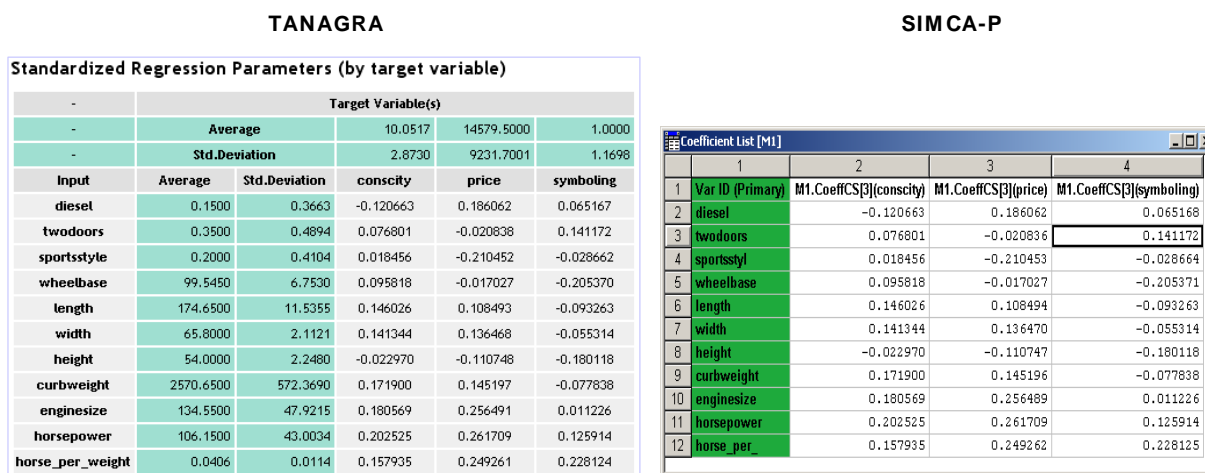 TANAGRA
SIMCA-P
Standardized Regression Parameters (by target variable)
- Target Variable(s)
- Average 10.0517 14579.5000 1.0000
- Std.Deviation 2.8730 9231.7001 1.1698
Input Average Std.Deviation conscity price symboling
diesel 0.1500 0.3663 -0.120663 0.186062 0.065167
twodoors 0.3500 0.4894 0.076801 -0.020838 0.141172
sportsstyle 0.2000 0.4104 0.018456 -0.210452 -0.028662
wheelbase 99.5450 6.7530 0.095818 -0.017027 -0.205370
length 174.6500 11.5355 0.146026 0.108493 -0.093263
width 65.8000 2.1121 0.141344 0.136468 -0.055314
height 54.0000 2.2480 -0.022970 -0.110748 -0.180118
curbweight 2570.6500 572.3690 0.171900 0.145197 -0.077838
enginesize 134.5500 47.9215 0.180569 0.256491 0.011226
horsepower 106.1500 43.0034 0.202525 0.261709 0.125914
horse_per_weight 0.0406 0.0114 0.157935 0.249261 0.228124
Coefficient List [M1]
1 2 3 4
1 Var ID (Primary) M1.CoeffCS[3](conscity) M1.CoeffCS[3](price) M1.CoeffCS[3](symboling)
2 diesel -0.120663 0.186062 0.065168
3 twodoors 0.076801 -0.020836 0.141172
4 sportsstyl 0.018456 -0.210453 -0.028664
5 wheelbase 0.095818 -0.017027 -0.205371
6 length 0.146026 0.108494 -0.093263
7 width 0.141344 0.136470 -0.055314
8 height -0.022970 -0.110747 -0.180118
9 curbweight 0.171900 0.145196 -0.077838
10 enginesize 0.180569 0.256489 0.011226
11 horsepower 0.202525 0.261709 0.125914
12 horse_per_ 0.157935 0.249262 0.228125